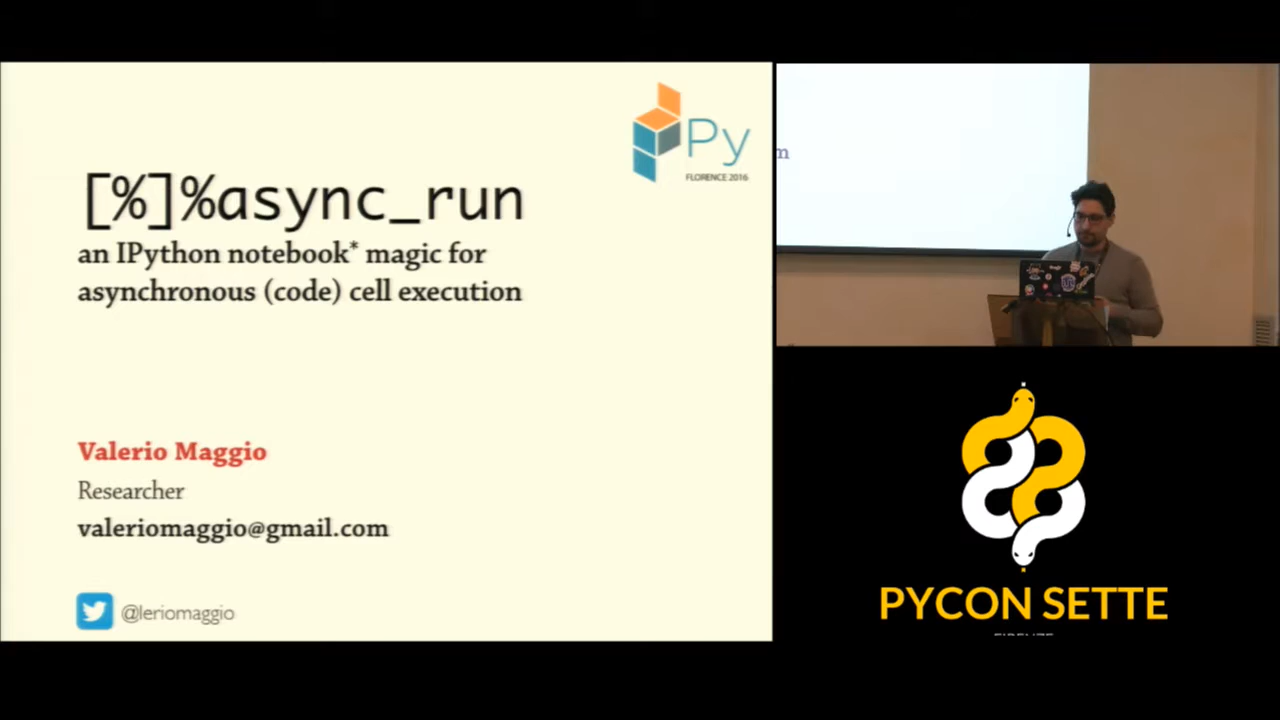 [%]%async_run
an IPython notebook* magic for
asynchronous (code) cell execution
Valerio Maggio
Researcher
valeriomaggio@gmail.com
@leriomaggio
Py
FLORENCE 2016
m
PYCON SETTE
FIRENZE